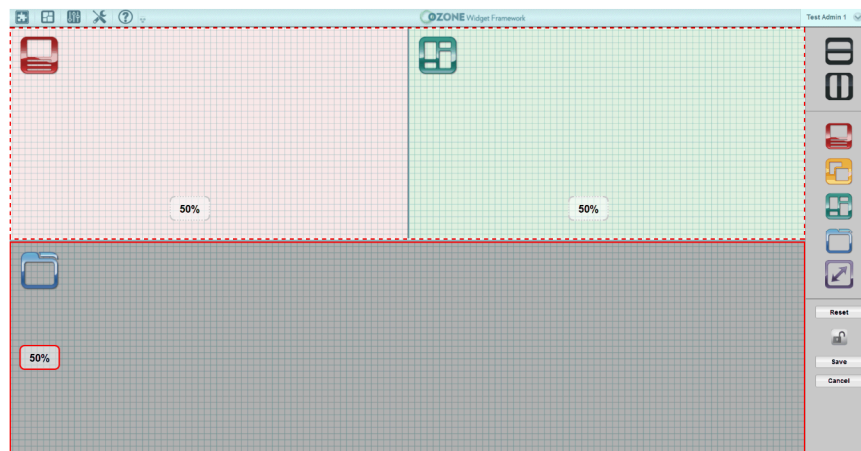 OZONE Widget Framework
Test Admin 1
50%
50%
50%
Reset
Save
Cancel